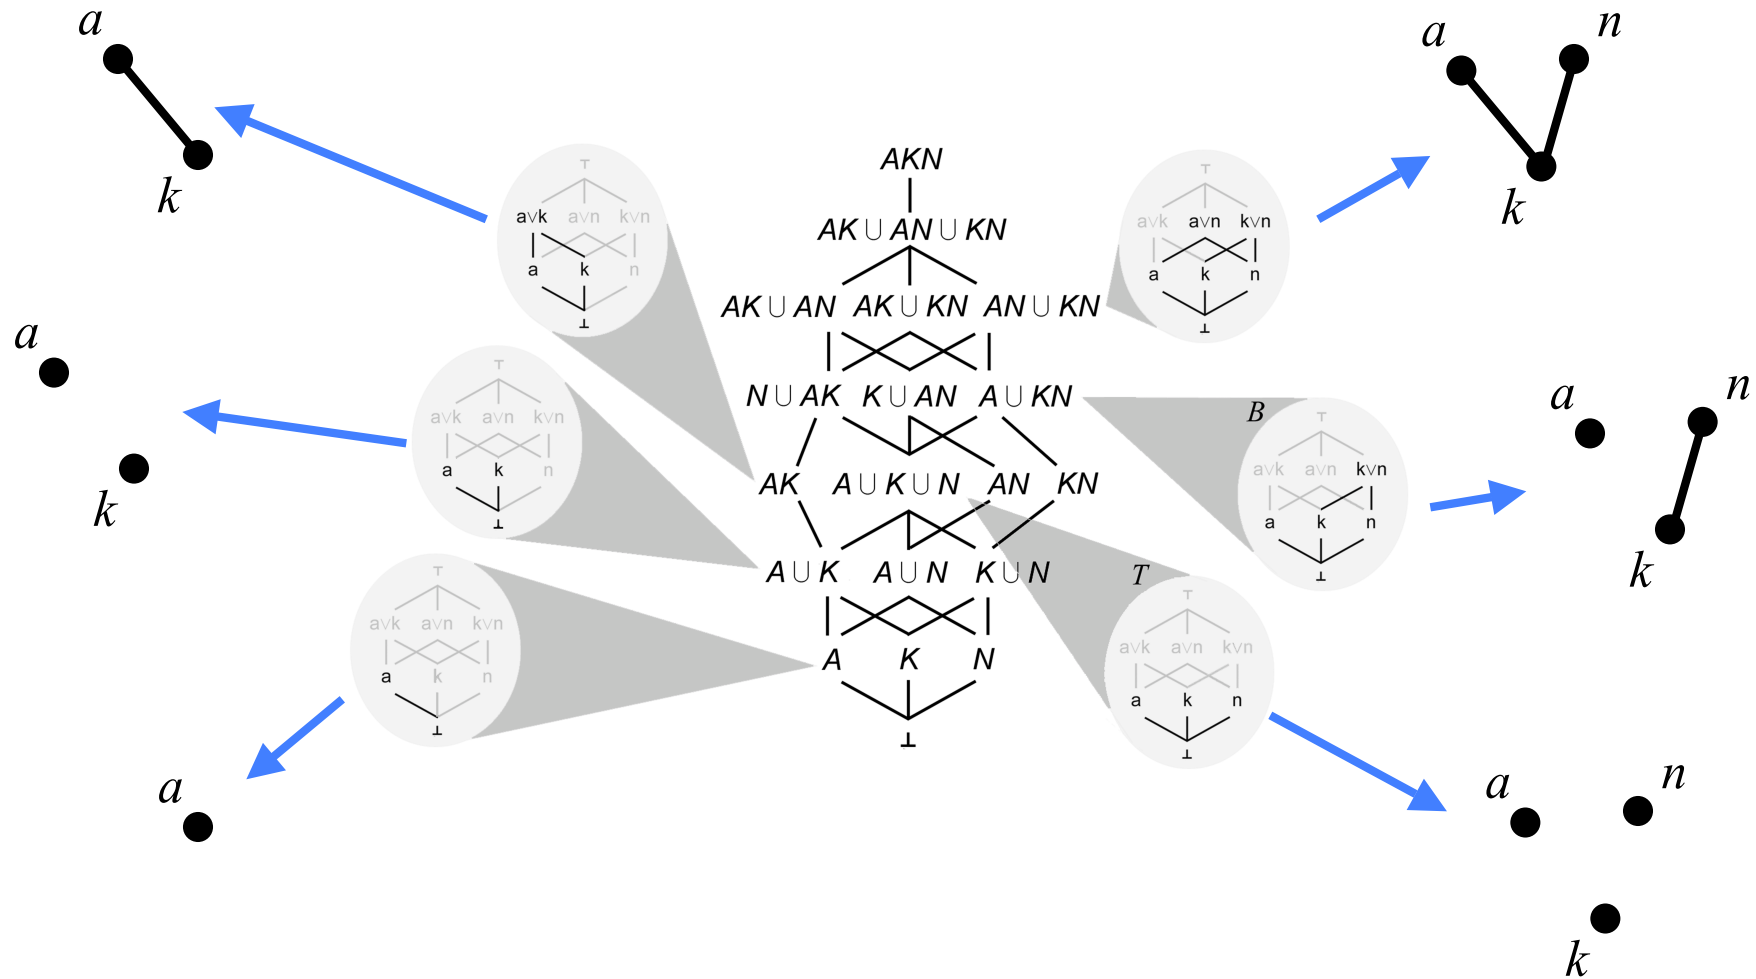 a
k
a
n
k
AKN
AK ∪ AN ∪ KN
AK ∪ AN AK ∪ KN AN ∪ KN
N ∪ AK K ∪ AN A ∪ KN
AK A ∪ K ∪ N AN KN
A ∪ K A ∪ N K ∪ N
A K N
⊥
⊤
a∨k a∨n k∨n
a k n
⊥
⊤
a∨k a∨n k∨n
a k n
⊥
a
k
⊤
a∨k a∨n k∨n
a k n
⊥
B
⊤
a∨k a∨n k∨n
a k n
⊥
a
n
k
⊤
a∨k a∨n k∨n
a k n
⊥
a
T
⊤
a∨k a∨n k∨n
a k n
⊥
a
n
k